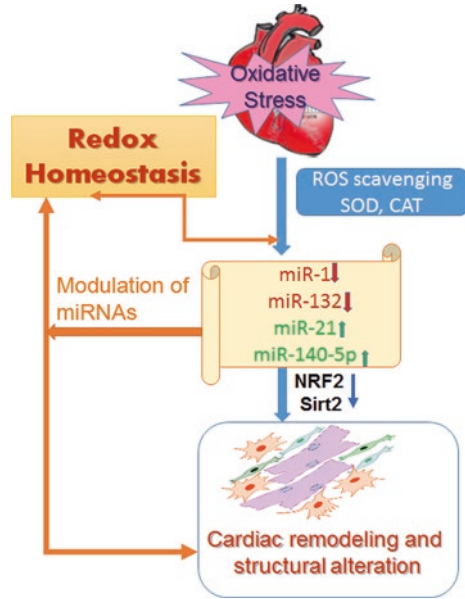 Oxidative
Stress
Redox
Homeostasis
ROS scavenging
SOD, CAT
Modulation of
miRNAs
miR-1
miR-132
miR-21
miR-140-5p
NRF2
Sirt2
Cardiac remodeling and
structural alteration